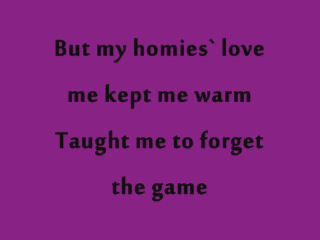 But my homies` love
me kept me warm
Taught me to forget
the game